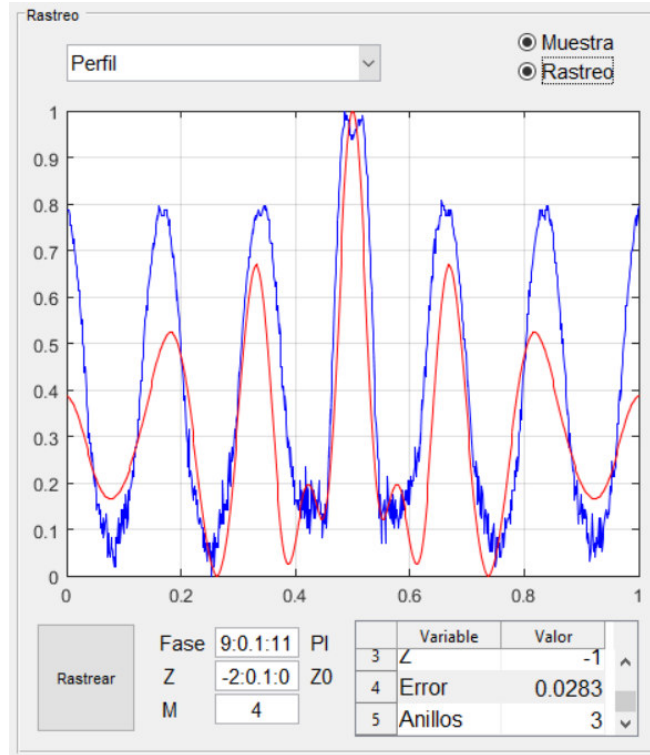 Rastreo
Perfil
Muestra
Rastreo
1
0.9
0.8
0.7
0.6
0.5
0.4
0.3
0.2
0.1
0
0 0.2 0.4 0.6 0.8 1
Rastrear
Fase 9:0.1:11 PI
Z -2:0.1:0 Z0
M 4
Variable Valor
3 Z -1
4 Error 0.0283
5 Anillos 3